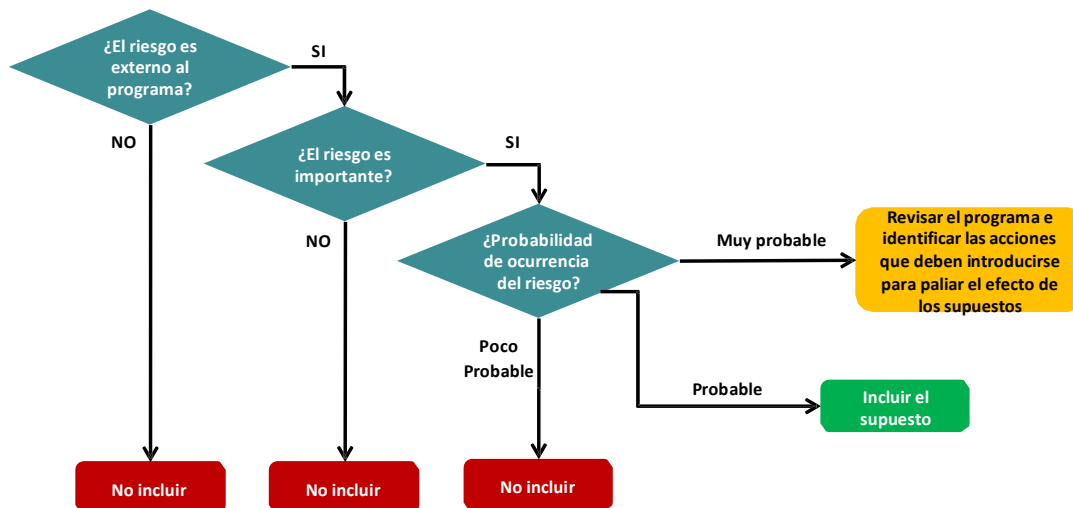 ¿El riesgo es
externo al
programa?
SI
NO
¿El riesgo es
importante?
SI
NO
¿Probabilidad
de ocurrencia
del riesgo?
Muy probable
Revisar el programa e
identificar las acciones
que deben introducirse
para paliar el efecto de
los supuestos
Poco
Probable
Probable
Incluir el
supuesto
No incluir
No incluir
No incluir